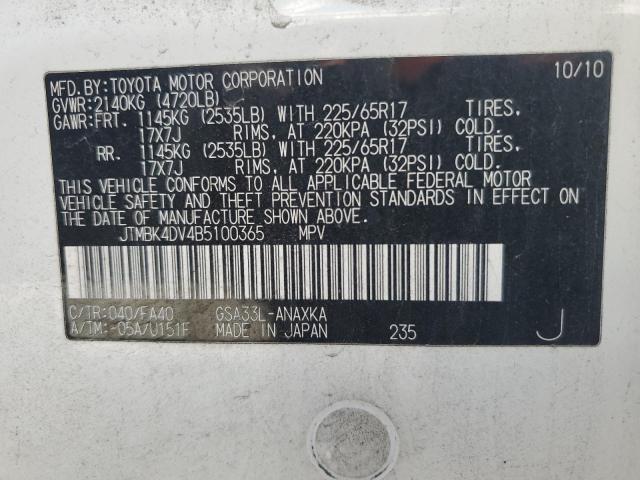 MFD.BY:TOYOTA MOTOR CORPORATION 10/10
GVWR:2140KG (4720LB)
GAWR:FRT. 1145KG (2535LB) WITH 225/65R17 TIRES.
17X7J RIMS, AT 220KPA (32PSI) COLD.
RR. 1145KG (2535LB) WITH 225/65R17 TIRES.
17X7J RIMS, AT 220KPA (32PSI) COLD.
THIS VEHICLE CONFORMS TO ALL APPLICABLE FEDERAL MOTOR
VEHICLE SAFETY AND THEFT PREVENTION STANDARDS IN EFFECT ON
THE DATE OF MANUFACTURE SHOWN ABOVE.
JTMBK4DV4B5100365 MPV
C/TR:040/FA40 GSA33L-ANAXKA
A/TM:-05A/U151F MADE IN JAPAN 235 J